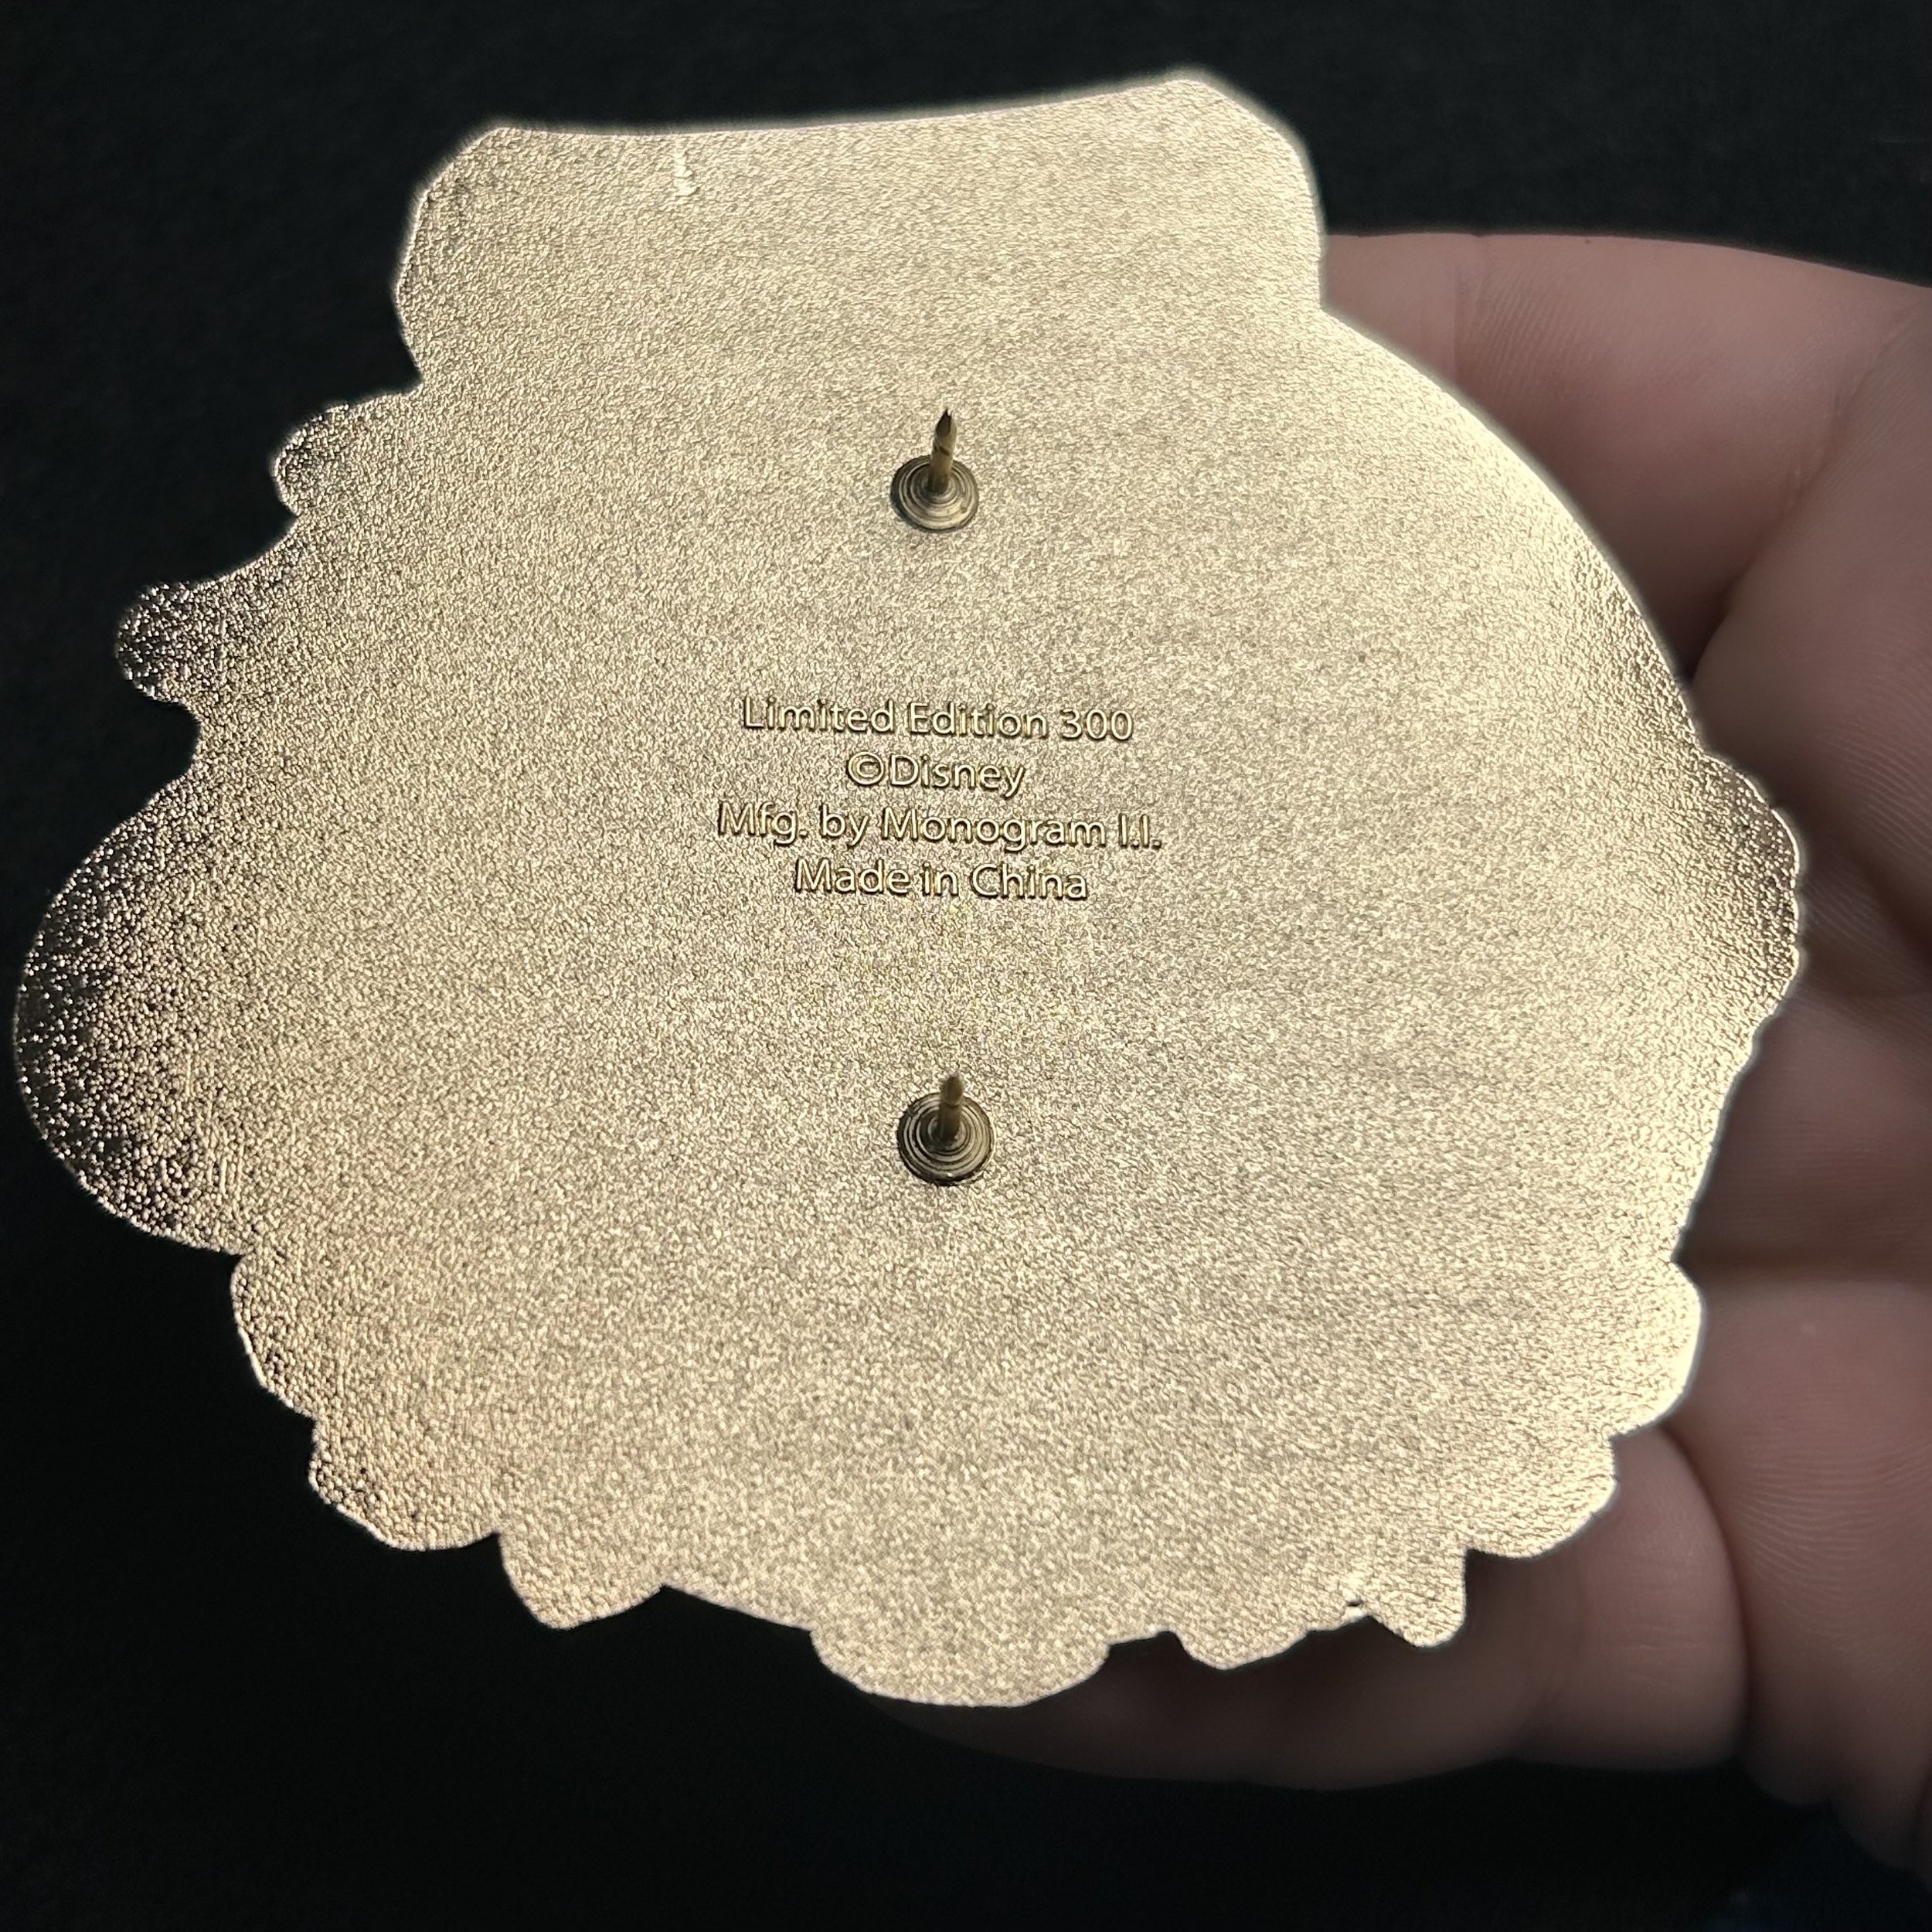 Limited Edition 300
©Disney
Mfg. by Monogram I.I.
Made in China